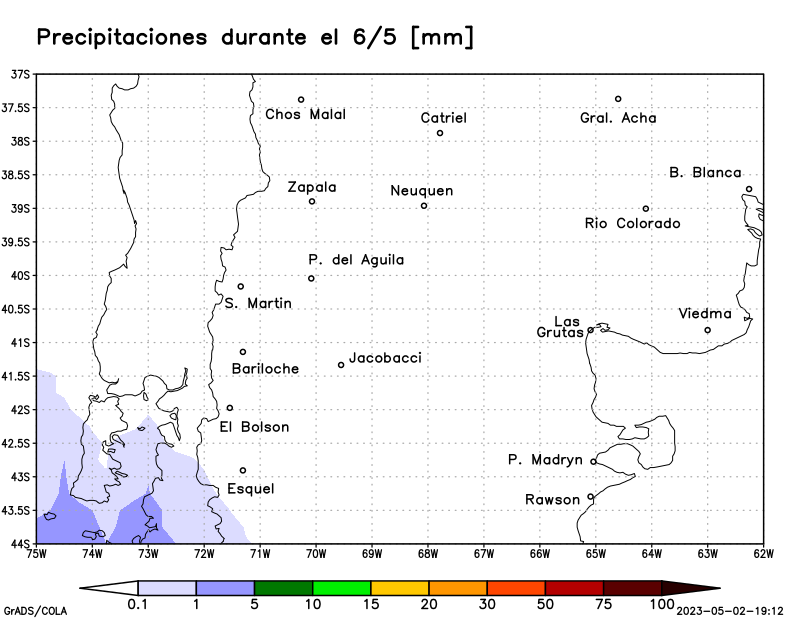 Precipitaciones durante el 6/5 [mm]
37S
37.5S
Chos Malal
Catriel
Gral. Acha
38S
38.5S
B. Blanca
Zapala
Neuquen
39S
Rio Colorado
39.5S
P. del Aguila
40S
S. Martin
40.5S
Viedma
Las
Grutas
41S
Bariloche
Jacobacci
41.5S
42S
El Bolson
42.5S
P. Madryn
43S
Esquel
Rawson
43.5S
44S
75W 74W 73W 72W 71W 70W 69W 68W 67W 66W 65W 64W 63W 62W
0.1 1 5 10 15 20 30 50 75 100
GrADS/COLA
2023-05-02-19:12